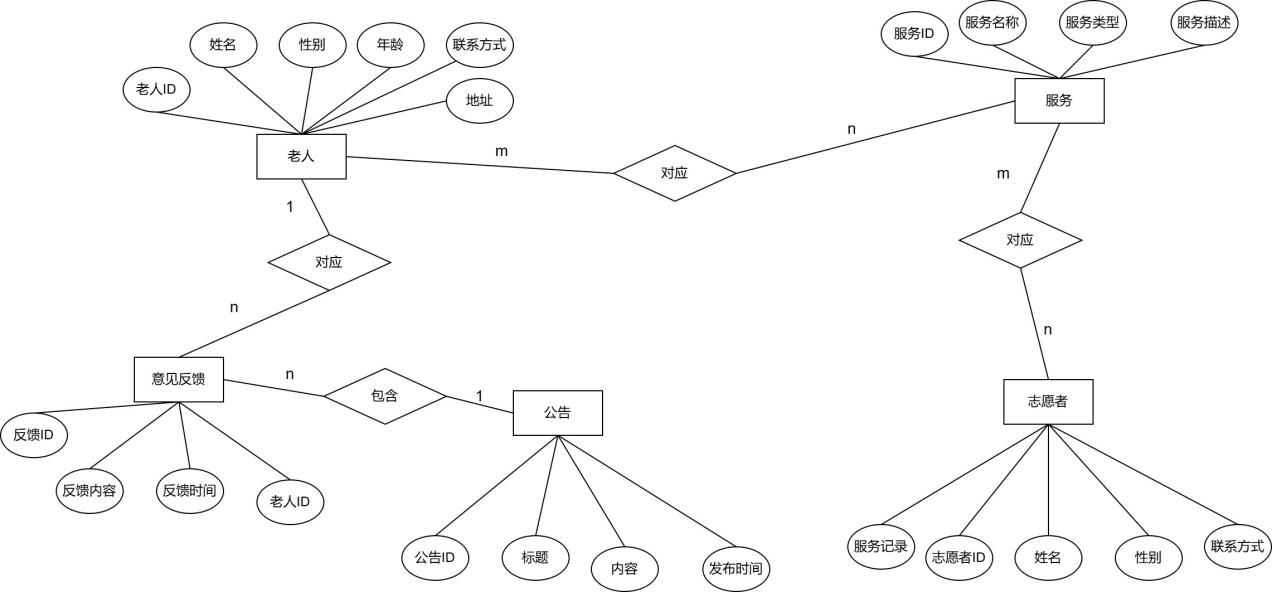 服务名称
服务类型
服务描述
服务ID
姓名
性别
年龄
联系方式
老人ID
地址
服务
老人
m
n
对应
m
1
对应
对应
n
n
意见反馈
n
包含
1
公告
志愿者
反馈ID
反馈内容
反馈时间
老人ID
公告ID
标题
内容
发布时间
服务记录
志愿者ID
姓名
性别
联系方式